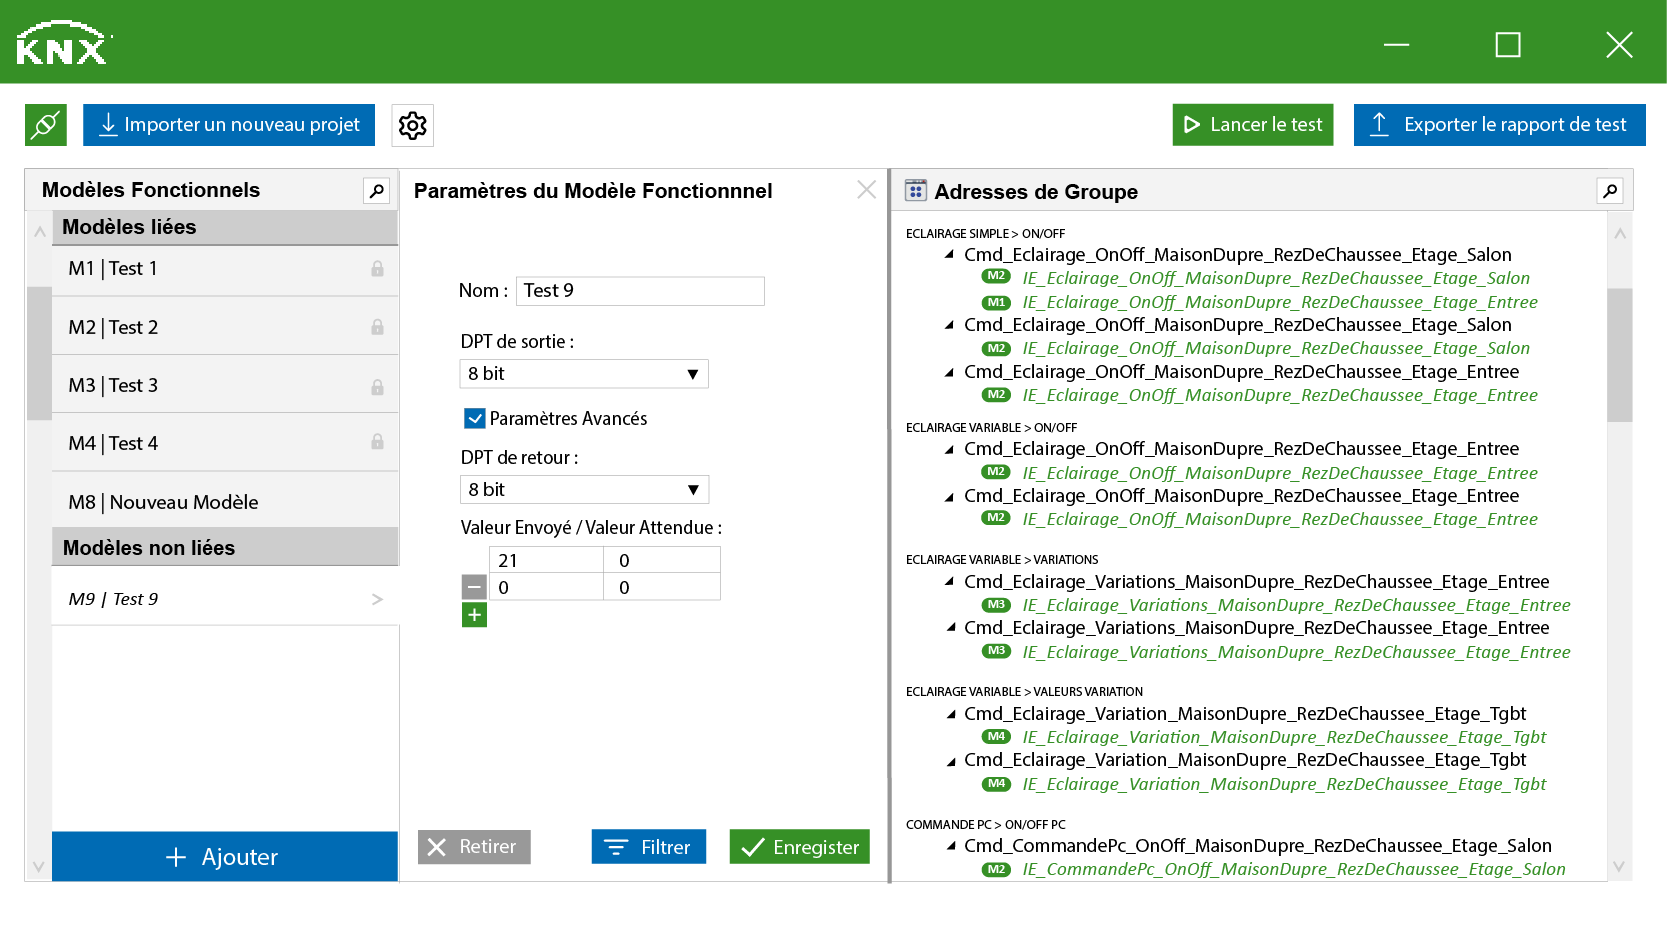 KNX
Importer un nouveau projet
Lancer le test
Exporter le rapport de test
Modèles Fonctionnels
Modèles liées
M1 | Test 1
M2 | Test 2
M3 | Test 3
M4 | Test 4
M8 | Nouveau Modèle
Modèles non liées
M9 | Test 9
Ajouter
Paramètres du Modèle Fonctionnnel
Nom : Test 9
DPT de sortie :
8 bit
Paramètres Avancés
DPT de retour :
8 bit
Valeur Envoyé / Valeur Attendue :
21 0
0 0
Retirer
Filtrer
Enregister
Adresses de Groupe
ECLAIRAGE SIMPLE > ON/OFF
Cmd_Eclairage_OnOff_MaisonDupre_RezDeChaussee_Etage_Salon
M2 IE_Eclairage_OnOff_MaisonDupre_RezDeChaussee_Etage_Salon
M1 IE_Eclairage_OnOff_MaisonDupre_RezDeChaussee_Etage_Entree
Cmd_Eclairage_OnOff_MaisonDupre_RezDeChaussee_Etage_Salon
M2 IE_Eclairage_OnOff_MaisonDupre_RezDeChaussee_Etage_Salon
Cmd_Eclairage_OnOff_MaisonDupre_RezDeChaussee_Etage_Entree
M2 IE_Eclairage_OnOff_MaisonDupre_RezDeChaussee_Etage_Entree
ECLAIRAGE VARIABLE > ON/OFF
Cmd_Eclairage_OnOff_MaisonDupre_RezDeChaussee_Etage_Entree
M2 IE_Eclairage_OnOff_MaisonDupre_RezDeChaussee_Etage_Entree
Cmd_Eclairage_OnOff_MaisonDupre_RezDeChaussee_Etage_Entree
M2 IE_Eclairage_OnOff_MaisonDupre_RezDeChaussee_Etage_Entree
ECLAIRAGE VARIABLE > VARIATIONS
Cmd_Eclairage_Variations_MaisonDupre_RezDeChaussee_Etage_Entree
M3 IE_Eclairage_Variations_MaisonDupre_RezDeChaussee_Etage_Entree
Cmd_Eclairage_Variations_MaisonDupre_RezDeChaussee_Etage_Entree
M3 IE_Eclairage_Variations_MaisonDupre_RezDeChaussee_Etage_Entree
ECLAIRAGE VARIABLE > VALEURS VARIATION
Cmd_Eclairage_Variation_MaisonDupre_RezDeChaussee_Etage_Tgbt
M4 IE_Eclairage_Variation_MaisonDupre_RezDeChaussee_Etage_Tgbt
Cmd_Eclairage_Variation_MaisonDupre_RezDeChaussee_Etage_Tgbt
M4 IE_Eclairage_Variation_MaisonDupre_RezDeChaussee_Etage_Tgbt
COMMANDE PC > ON/OFF PC
Cmd_CommandePc_OnOff_MaisonDupre_RezDeChaussee_Etage_Salon
M2 IE_CommandePc_OnOff_MaisonDupre_RezDeChaussee_Etage_Salon